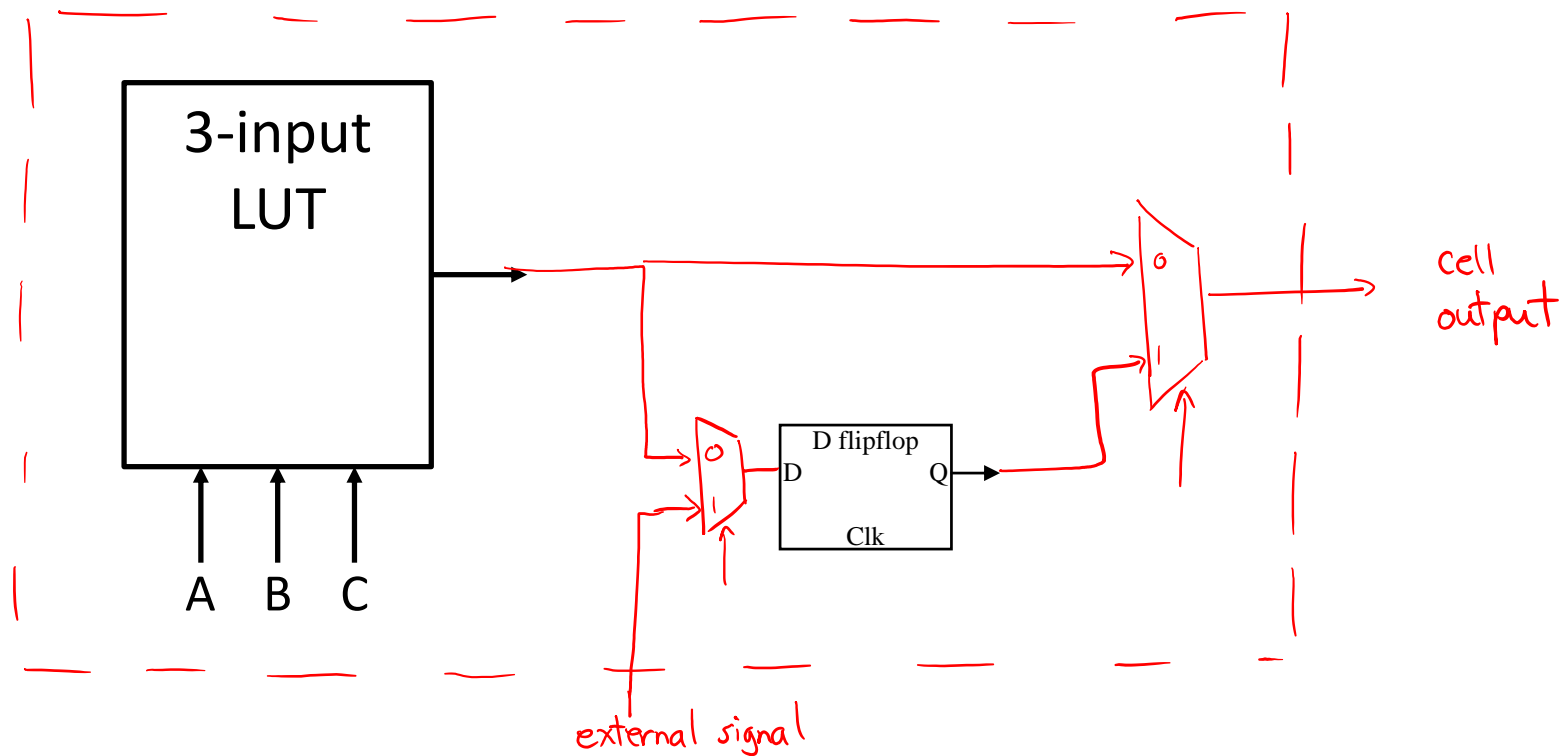 3-input
LUT
0
1
cell
output
0
1
D flipflop
D
Q
Clk
A B C
external signal